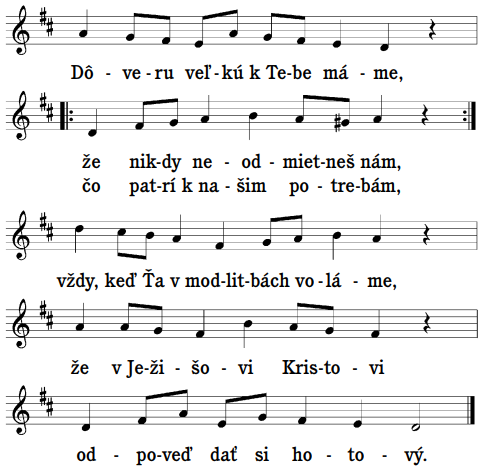 Dô - ve - ru veľ - kú k Te - be má - me,
že nik - dy ne - od - miet - neš nám,
čo pat - rí k na - šim po - tre - bám,
vždy, keď Ťa v mod - lit - bách vo - lá - me,
že v Je - ži - šo - vi Kris - to - vi
od - po - veď dať si ho - to - vý.